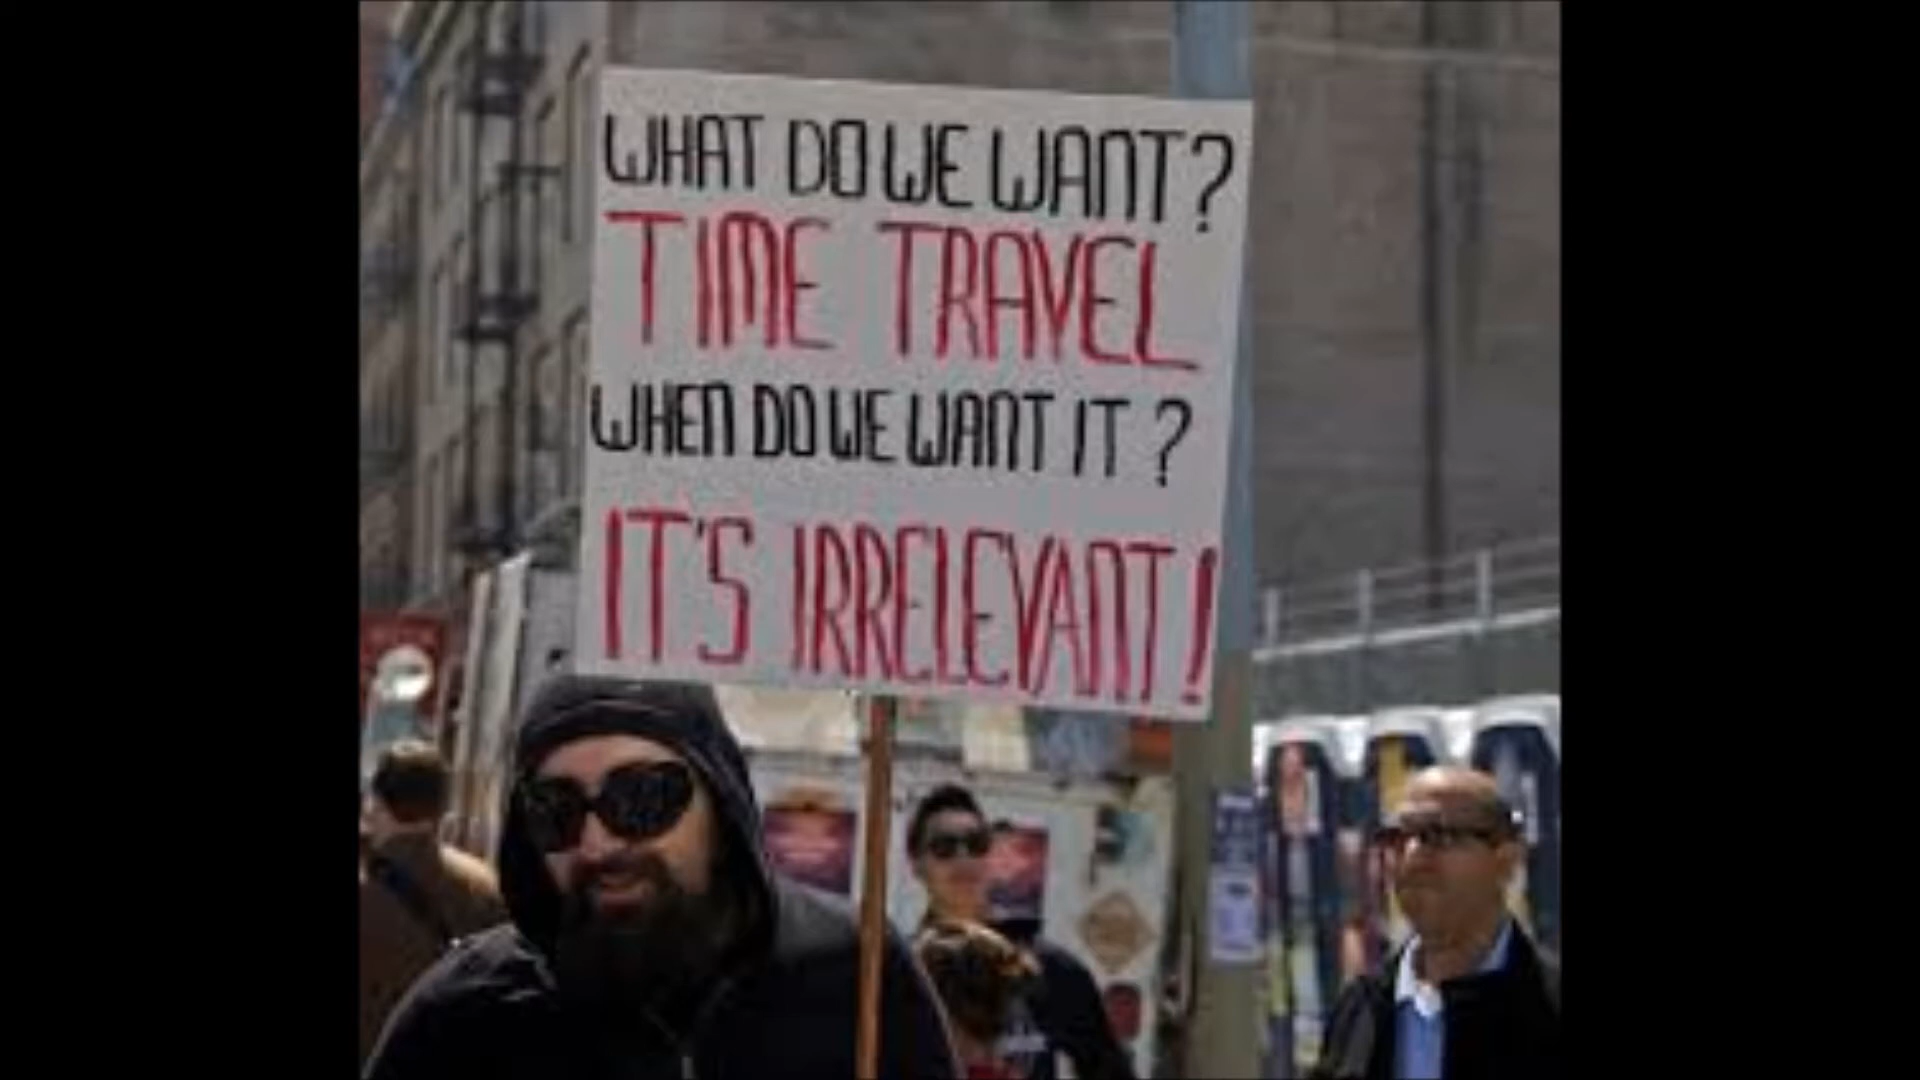 WHAT DO WE WANT?
TIME TRAVEL
WHEN DO WE WANT IT?
IT'S IRRELEVANT!